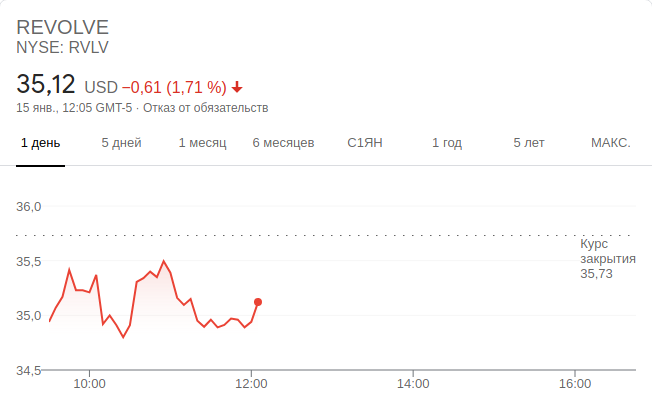 REVOLVE
NYSE: RVLV
35,12 USD −0,61 (1,71 %)
15 янв., 12:05 GMT-5 · Отказ от обязательств
1 день 5 дней 1 месяц 6 месяцев С1ЯН 1 год 5 лет МАКС.
36,0
Курс
закрытия
35,73
35,5
35,0
34,5
10:00 12:00 14:00 16:00